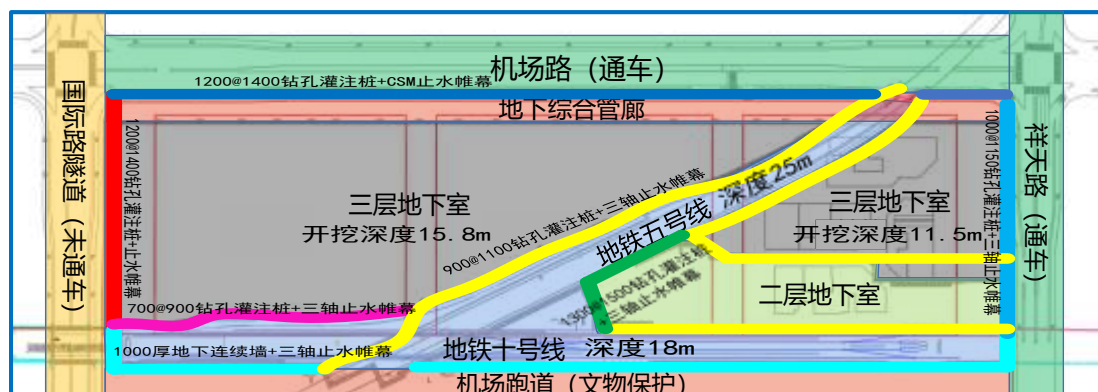 机场路（通车）
1200@1400钻孔灌注桩+CSM止水帷幕
地下综合管廊
国际路隧道（未通车）
1200@1400钻孔灌注桩+止水帷幕
三层地下室
开挖深度15.8m
900@1100钻孔灌注桩+三轴止水帷幕
地铁五号线 深度25m
三层地下室
开挖深度11.5m
1000@1150钻孔灌注桩+三轴止水帷幕
祥天路（通车）
1300@1500钻孔灌注桩
+三轴止水帷幕
二层地下室
700@900钻孔灌注桩+三轴止水帷幕
1000厚地下连续墙+三轴止水帷幕
地铁十号线 深度18m
机场跑道（文物保护）